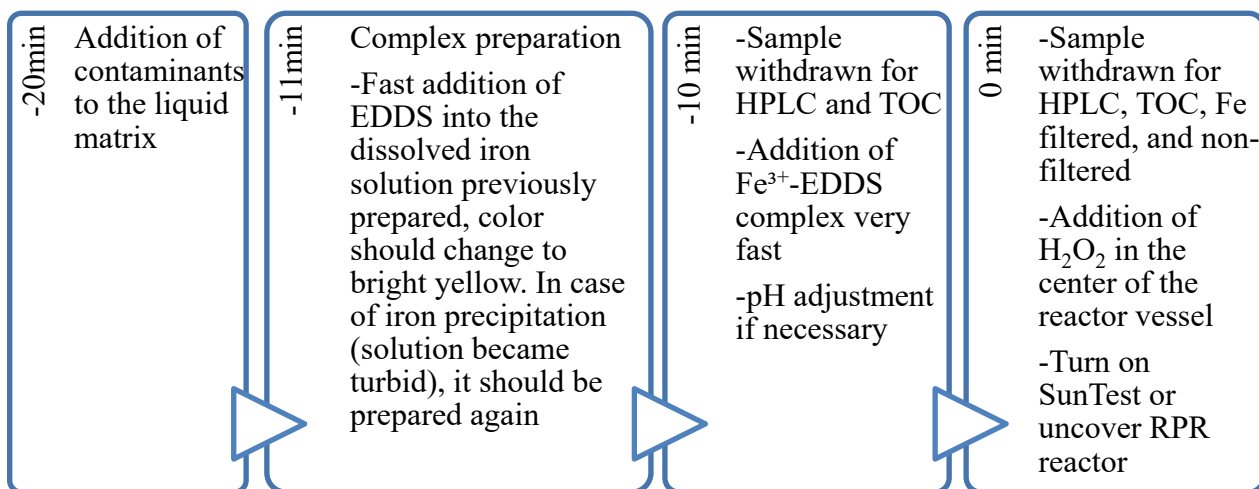 -20min
Addition of
contaminants
to the liquid
matrix
-11min
Complex preparation
-Fast addition of
EDDS into the
dissolved iron
solution previously
prepared, color
should change to
bright yellow. In case
of iron precipitation
(solution became
turbid), it should be
prepared again
-10 min
-Sample
withdrawn for
HPLC and TOC
-Addition of
Fe³⁺-EDDS
complex very
fast
-pH adjustment
if necessary
0 min
-Sample
withdrawn for
HPLC, TOC, Fe
filtered, and non-
filtered
-Addition of
H₂O₂ in the
center of the
reactor vessel
-Turn on
SunTest or
uncover RPR
reactor